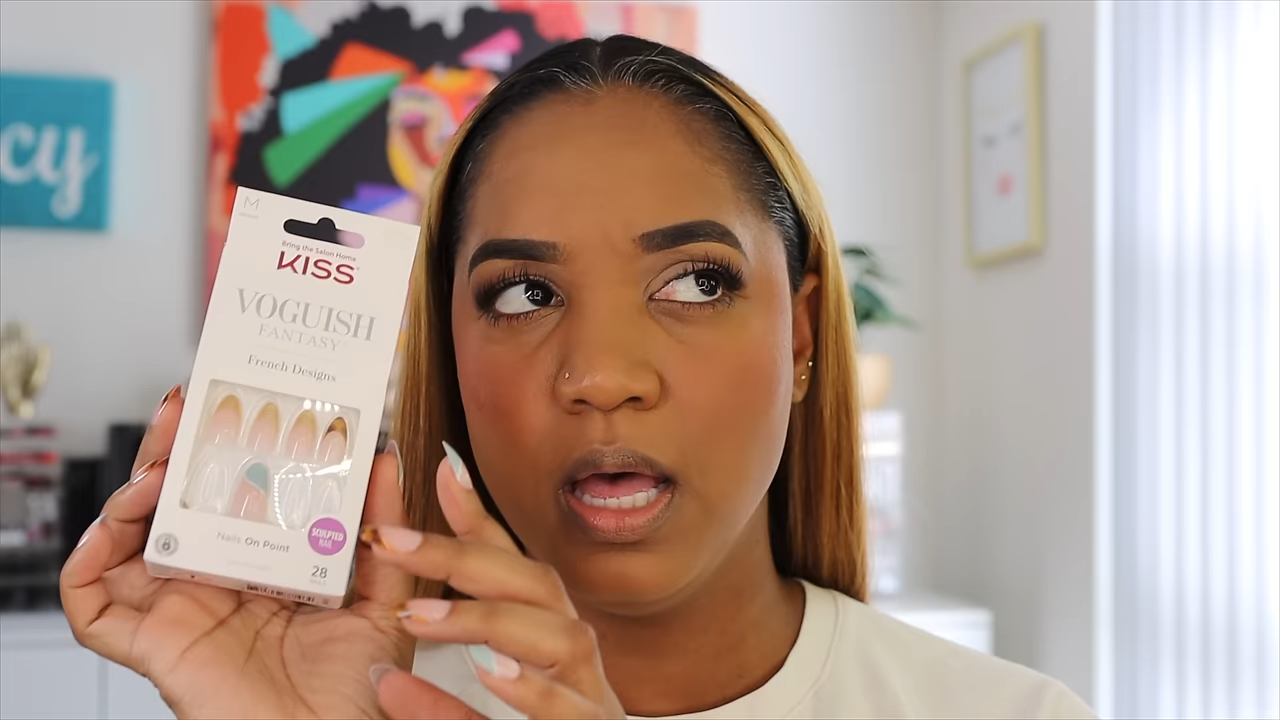 cy
M
Bring the Salon Home
KISS
VOGUISH
FANTASY
French Designs
SCULPTED
NAIL
Nails On Point
28